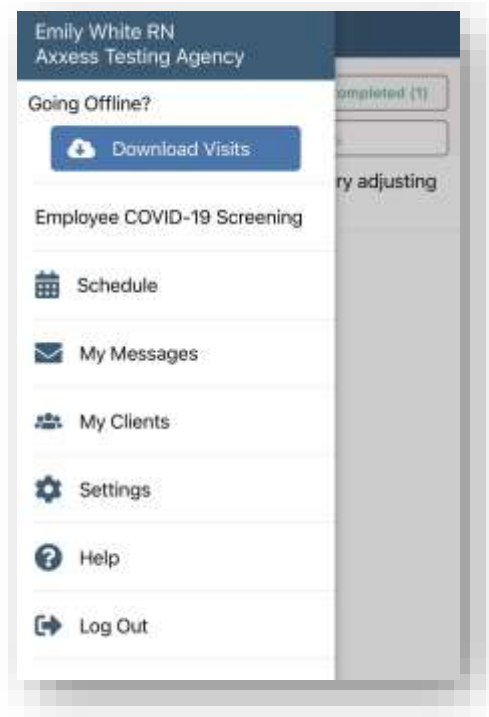 Emily White RN
Axxess Testing Agency
Going Offline?
Download Visits
Employee COVID-19 Screening
Schedule
My Messages
My Clients
Settings
Help
Log Out
ompleted (1)
ry adjusting